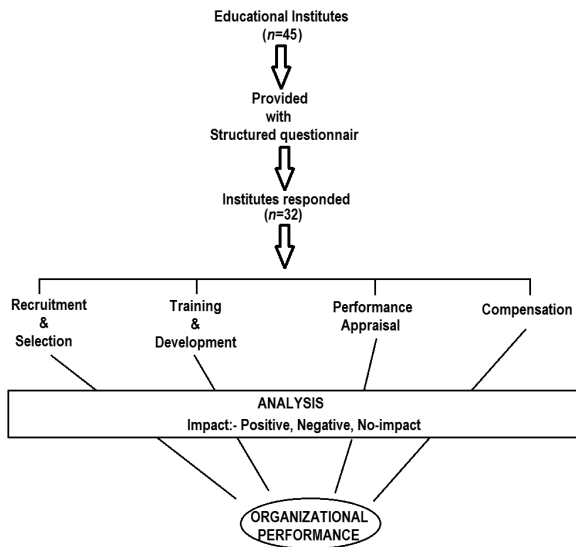 Educational Institutes
(n=45)
Provided
with
Structured questionnair
Institutes responded
(n=32)
Recruitment
&
Selection
Training
&
Development
Performance
Appraisal
Compensation
ANALYSIS
Impact:- Positive, Negative, No-impact
ORGANIZATIONAL
PERFORMANCE